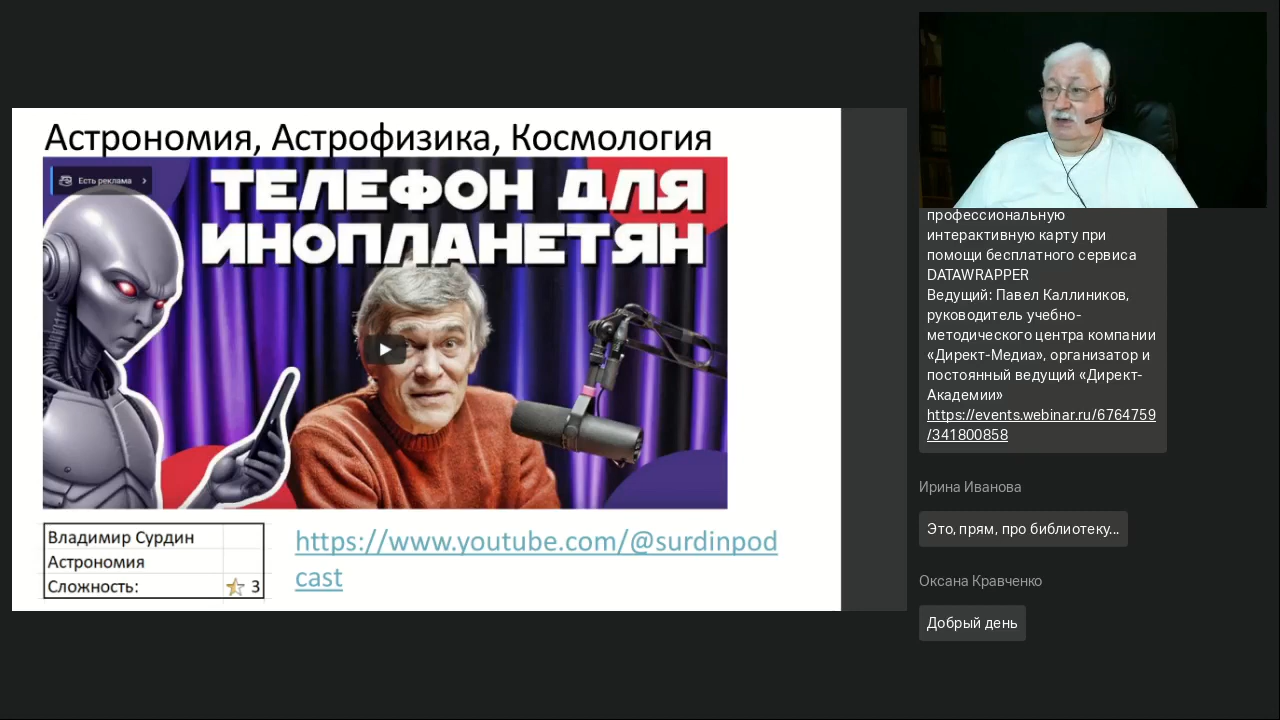 Астрономия, Астрофизика, Космология
Есть реклама
ТЕЛЕФОН ДЛЯ
ИНОПЛАНЕТЯН
Владимир Сурдин
Астрономия
Сложность: 3
https://www.youtube.com/@surdinpod
cast
профессиональную
интерактивную карту при
помощи бесплатного сервиса
DATAWRAPPER
Ведущий: Павел Каллиников,
руководитель учебно-
методического центра компании
«Директ-Медиа», организатор и
постоянный ведущий «Директ-
Академии»
https://events.webinar.ru/6764759
/341800858
Ирина Иванова
Это, прям, про библиотеку...
Оксана Кравченко
Добрый день